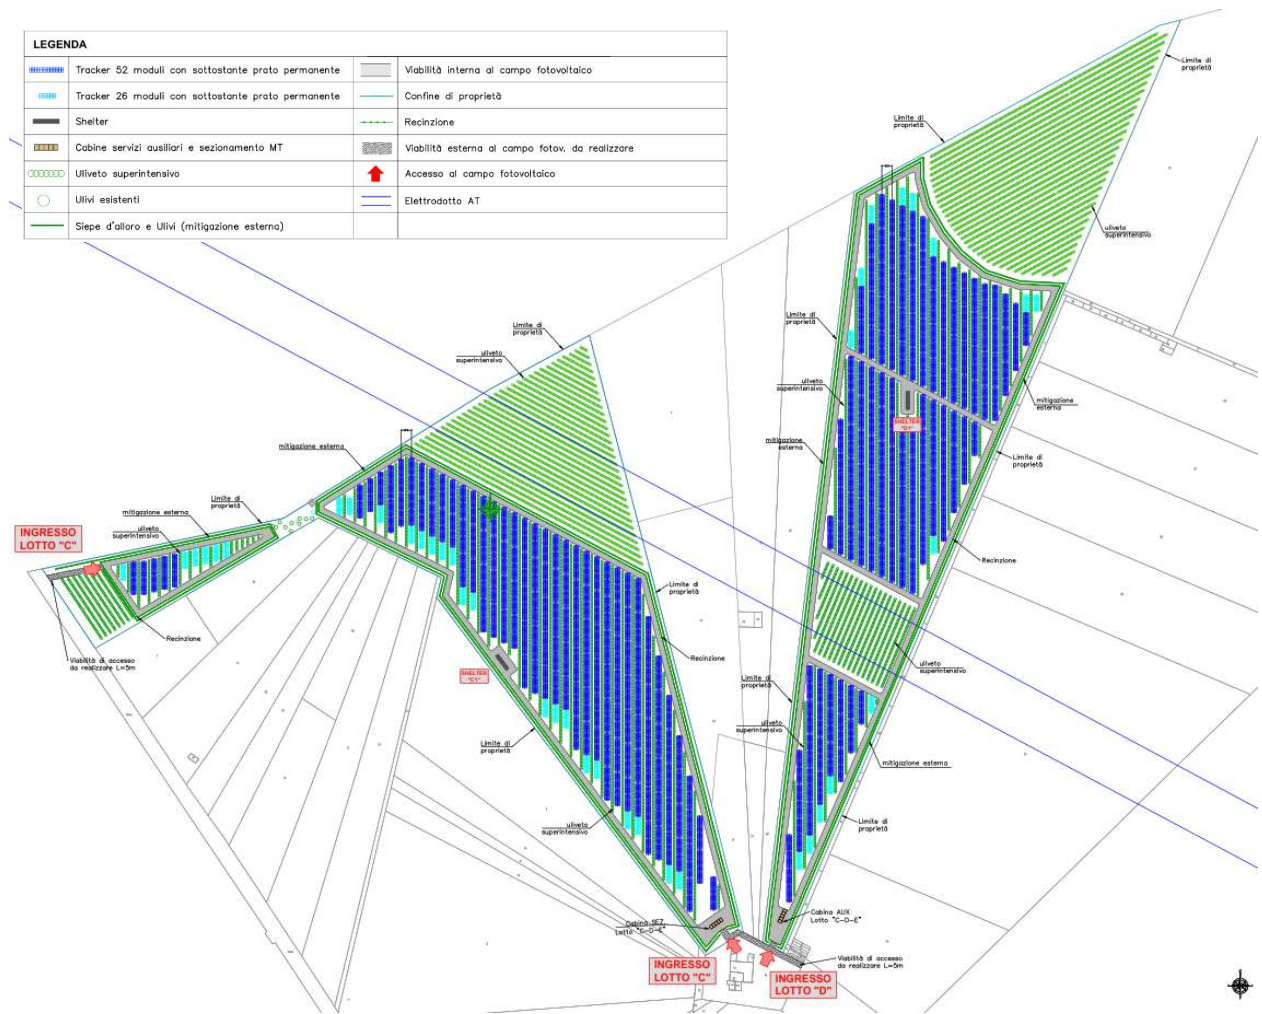 LEGENDA
Tracker 52 moduli con sottostante prato permanente
Viabilità interna al campo fotovoltaico
Tracker 26 moduli con sottostante prato permanente
Confine di proprietà
Shelter
Recinzione
Cabine servizi ausiliari e sezionamento MT
Viabilità esterna al campo fotov. da realizzare
Uliveto superintensivo
Accesso al campo fotovoltaico
Ulivi esistenti
Elettrodotto AT
Siepe d'alloro e Ulivi (mitigazione esterna)
Limite di
proprietà
Limite di
proprietà
uliveto
superintensivo
Limite di
proprietà
Limite di
proprietà
uliveto
superintensivo
uliveto
superintensivo
mitigazione
esterna
SHELTER
"D1"
mitigazione
esterna
mitigazione esterna
Limite di
proprietà
Limite di
proprietà
mitigazione esterna
uliveto
superintensivo
INGRESSO
LOTTO "C"
Recinzione
Limite di
proprietà
Recinzione
Recinzione
Viabilità di accesso
da realizzare L=5m
SHELTER
"C1"
uliveto
superintensivo
Limite di
proprietà
uliveto
superintensivo
Limite di
proprietà
mitigazione esterna
uliveto
superintensivo
Limite di
proprietà
Cabina SEZ.
Lotto "C-D-E"
Cabina AUX
Lotto "C-D-E"
Viabilità di accesso
da realizzare L=5m
INGRESSO
LOTTO "C"
INGRESSO
LOTTO "D"